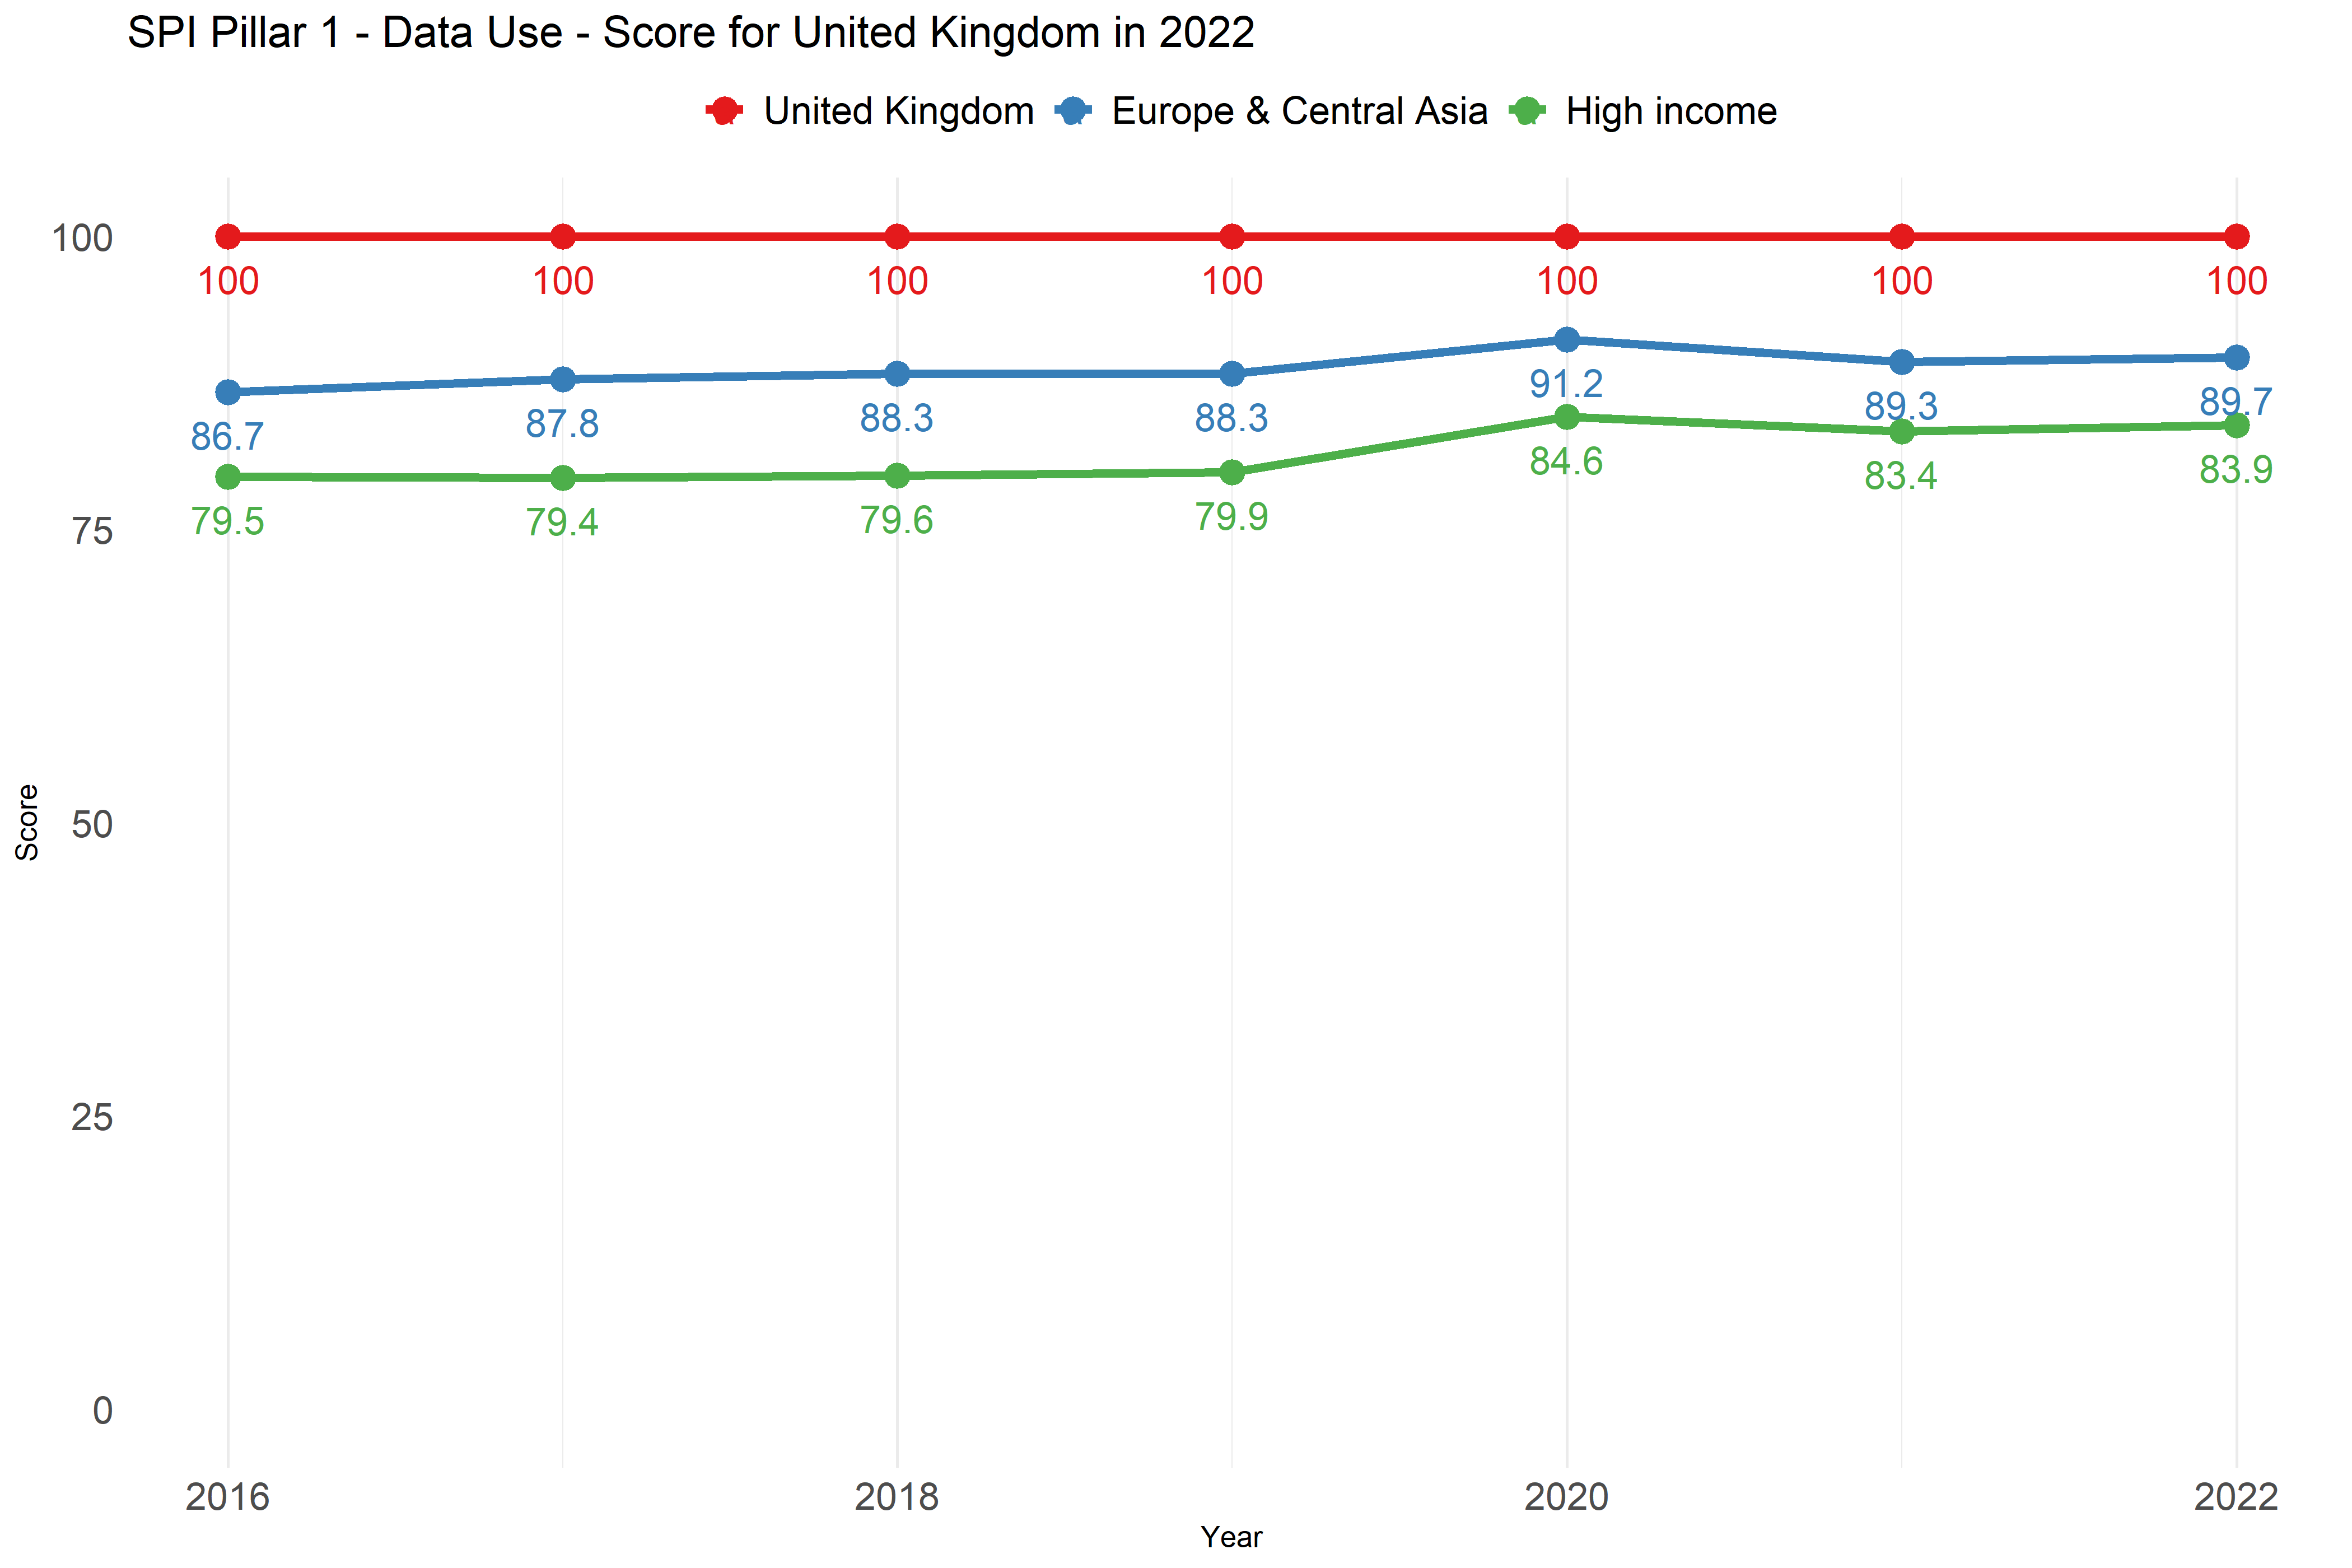 SPI Pillar 1 - Data Use - Score for United Kingdom in 2022
United Kingdom Europe & Central Asia High income
100
100 100 100 100 100 100 100
91.2
86.7 87.8 88.3 88.3 89.3 89.7
84.6 83.4 83.9
79.5 79.4 79.6 79.9
75
Score
50
25
0
2016 2018 2020 2022
Year